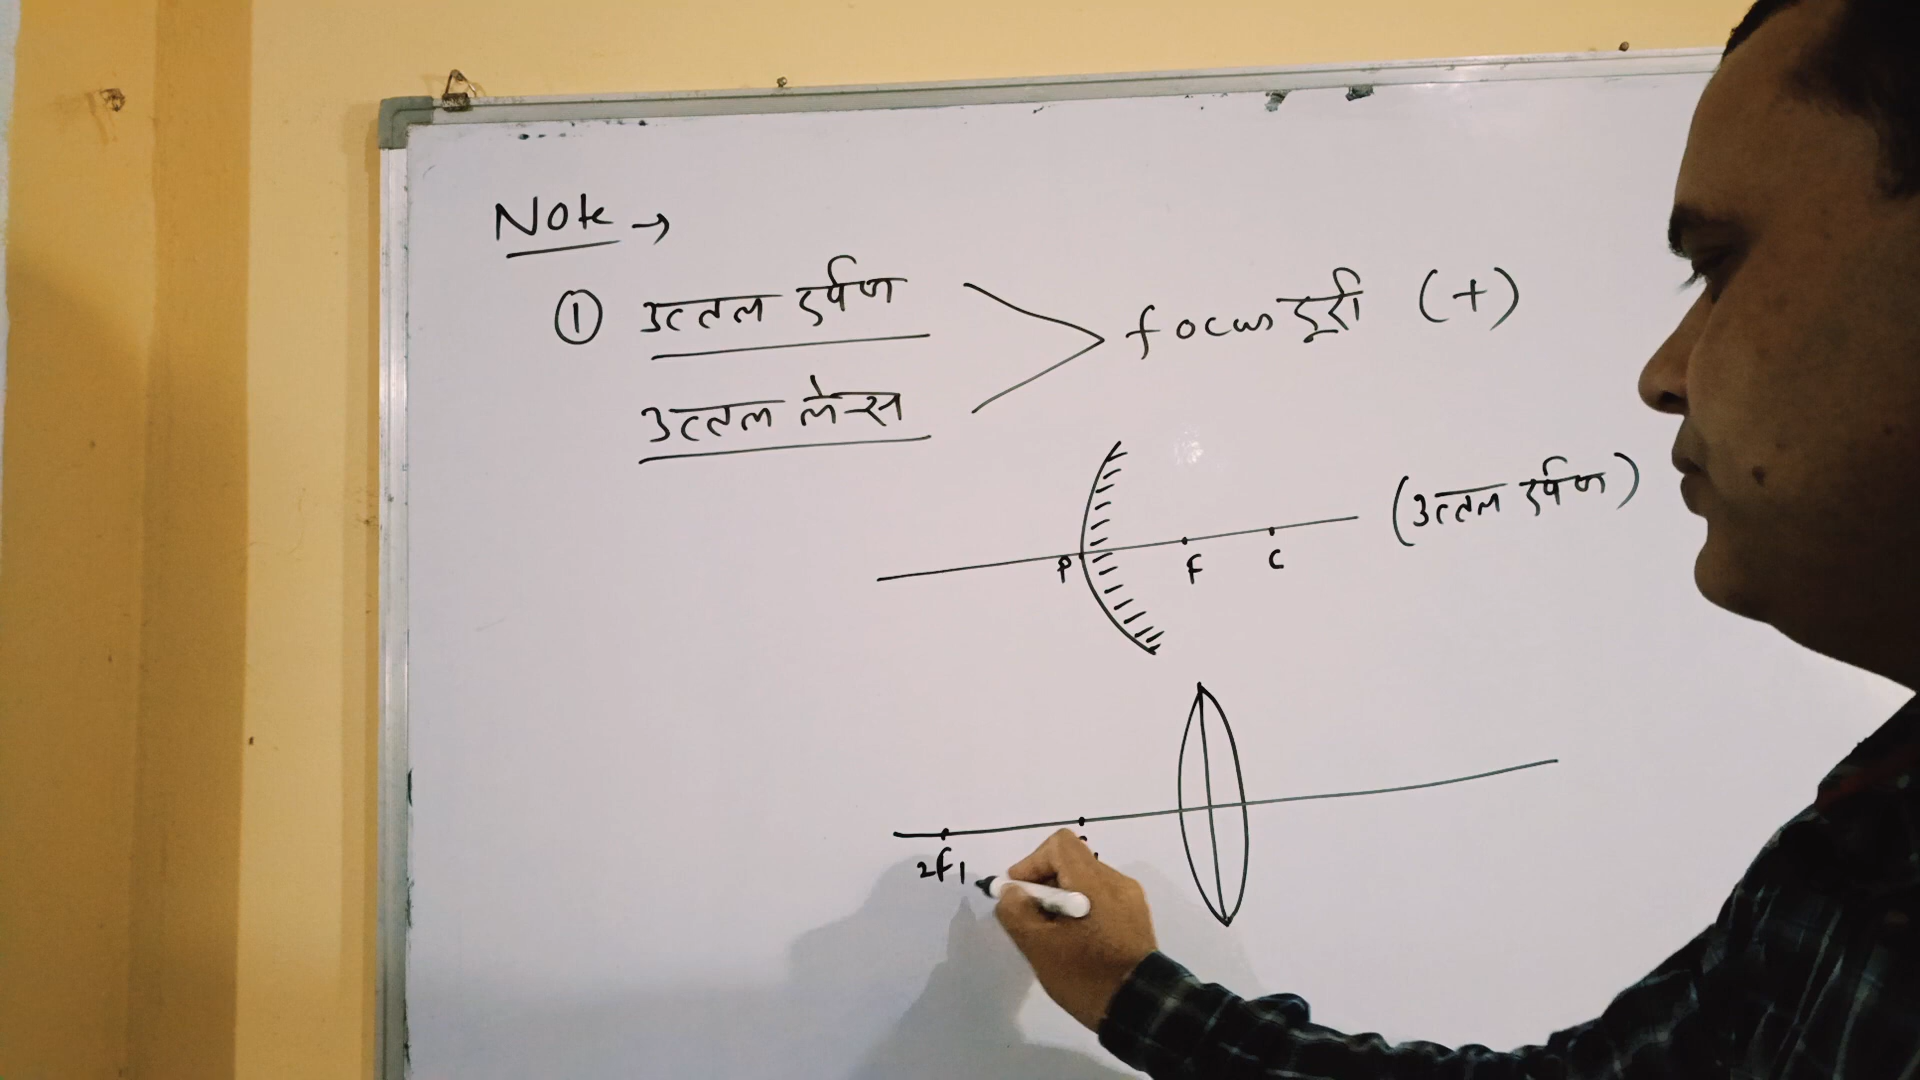 Note →
① उत्तल दर्पण
focus दूरी (+)
उत्तल लेन्स
(उत्तल दर्पण)
P F C
2F1